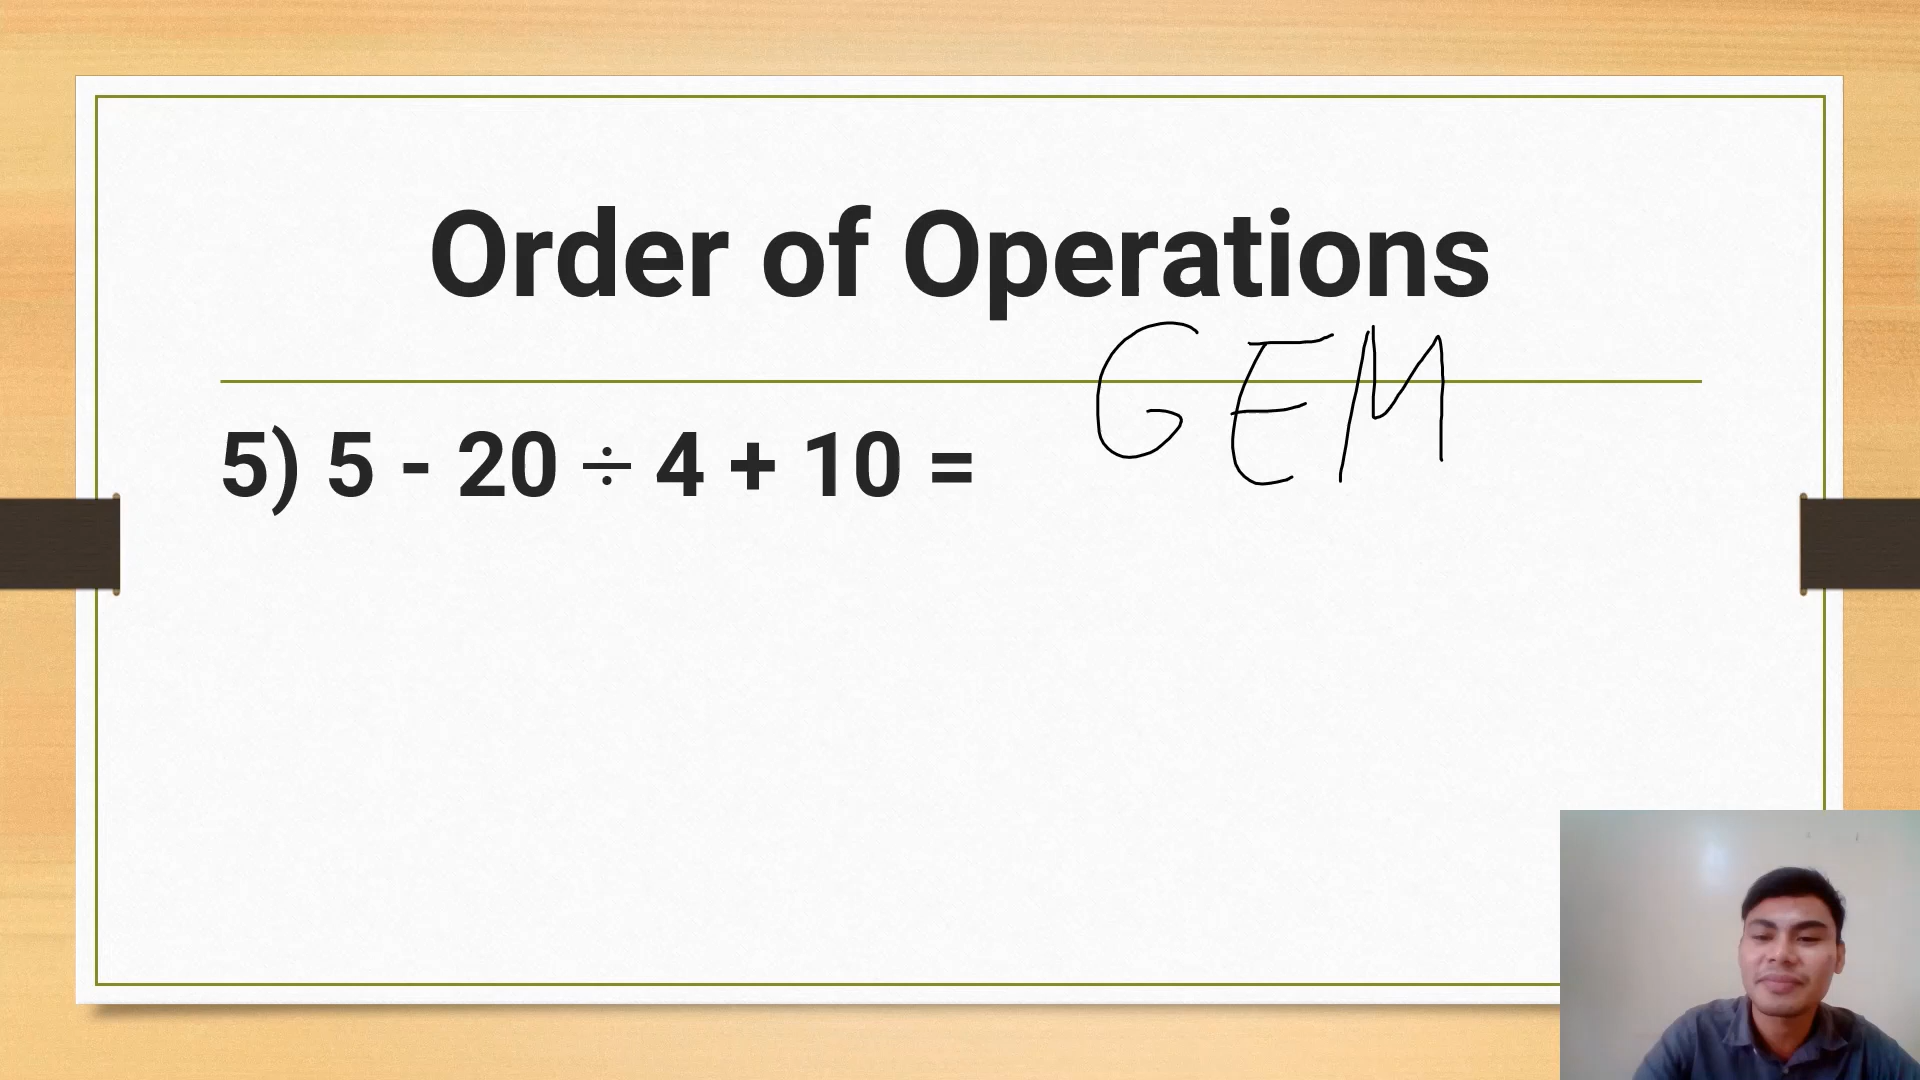 Order of Operations
GEM
5) 5 - 20 ÷ 4 + 10 =